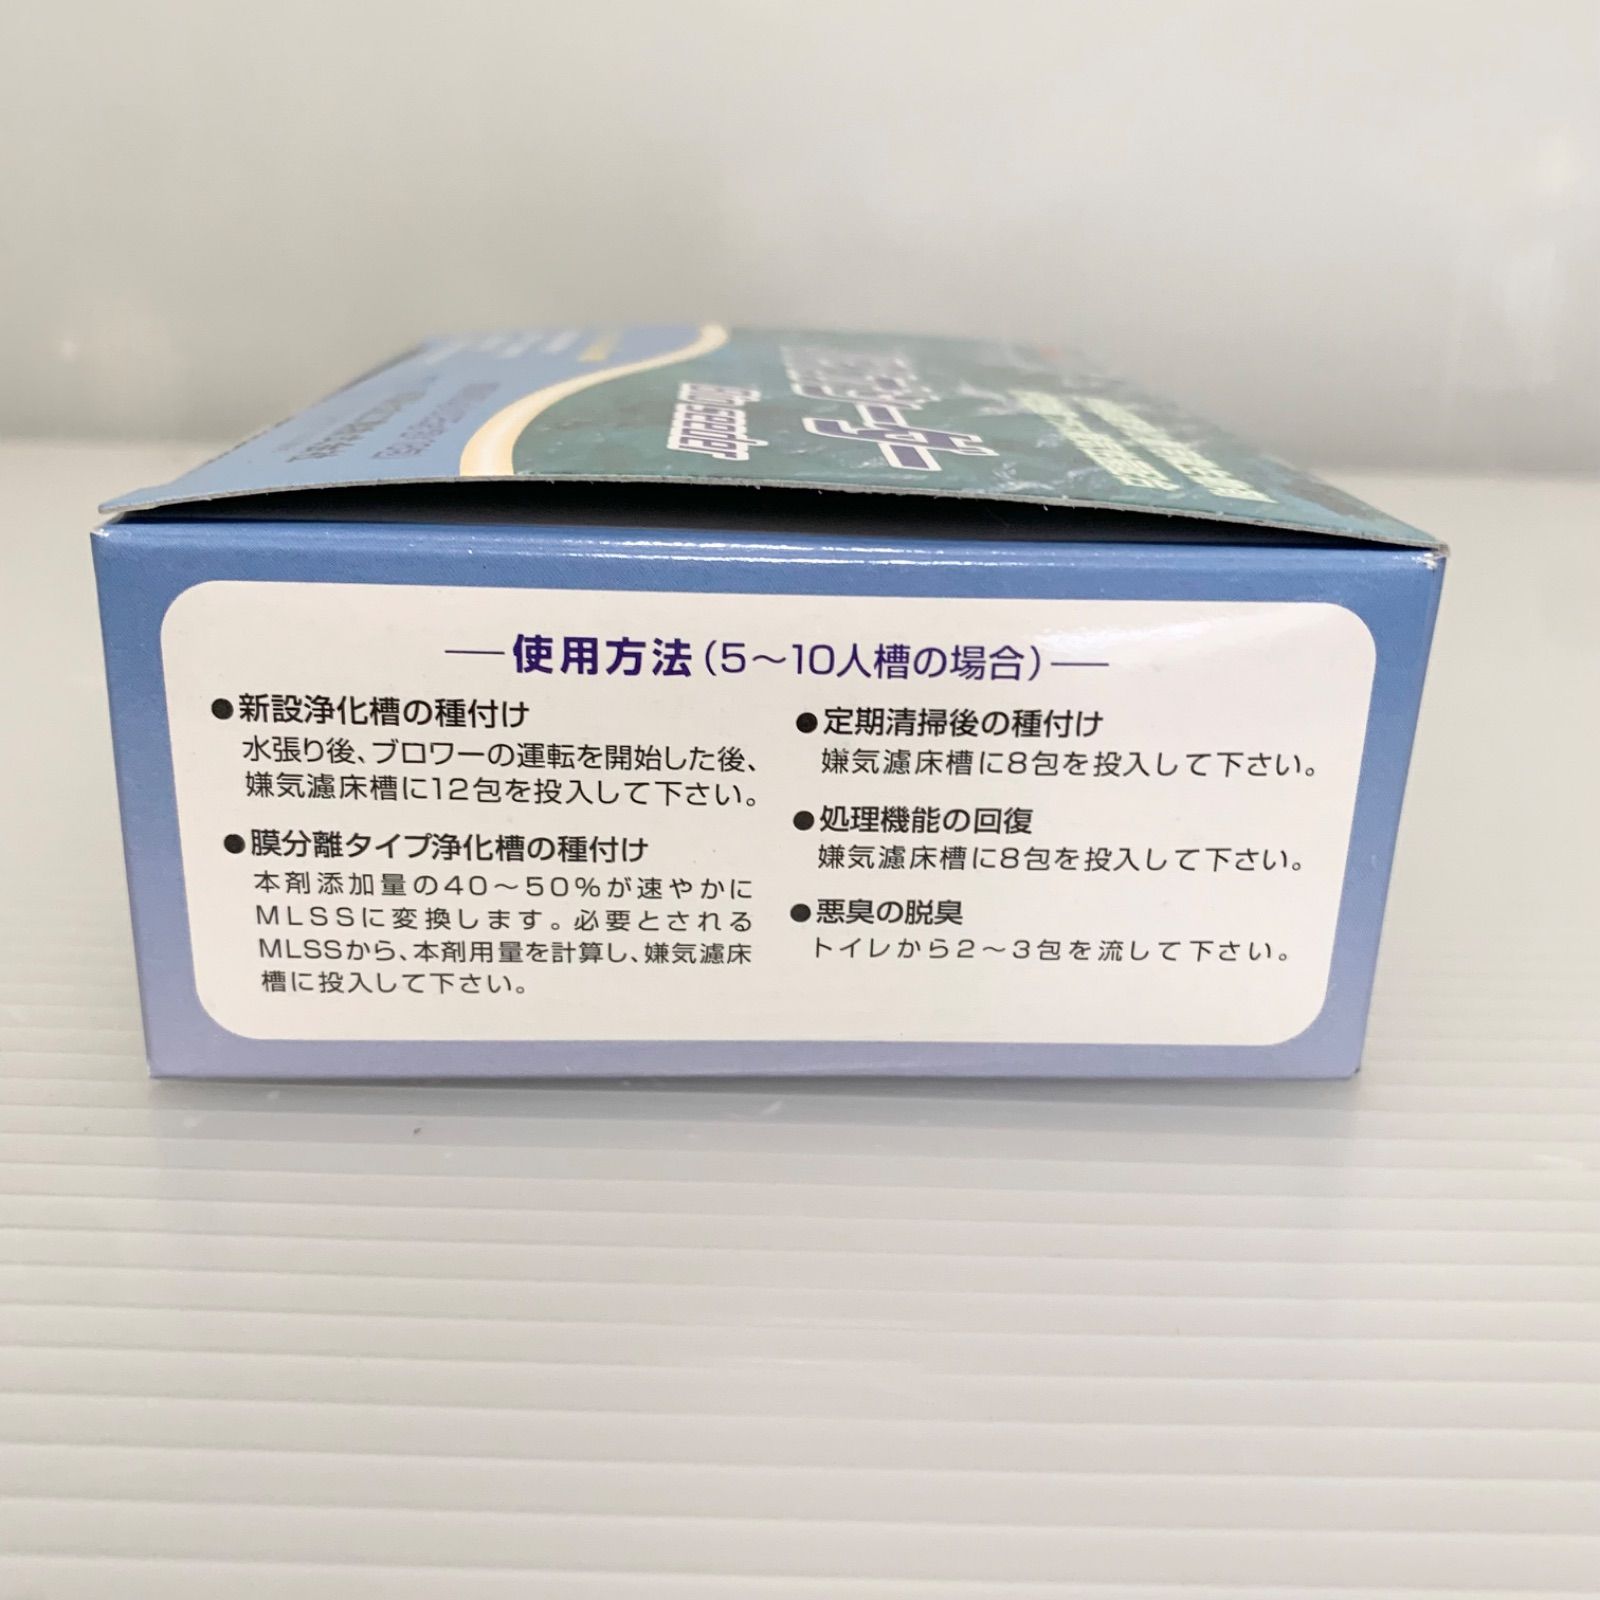 Bio seeder
シーダー
使用方法（5〜10人槽の場合）
●新設浄化槽の種付け
水張り後、ブロワーの運転を開始した後、
嫌気濾床槽に12包を投入して下さい。
●膜分離タイプ浄化槽の種付け
本剤添加量の40〜50%が速やかに
MLSSに変換します。必要とされる
MLSSから、本剤用量を計算し、嫌気濾床
槽に投入して下さい。
●定期清掃後の種付け
嫌気濾床槽に8包を投入して下さい。
●処理機能の回復
嫌気濾床槽に8包を投入して下さい。
●悪臭の脱臭
トイレから2〜3包を流して下さい。